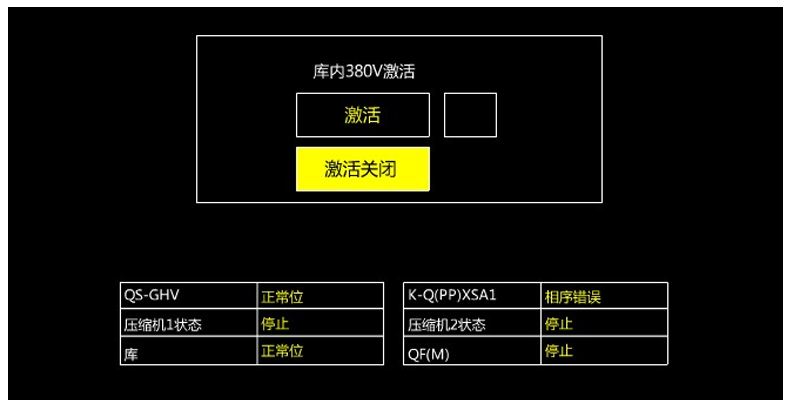 库内380V激活
激活
激活关闭
QS-GHV 正常位 K-Q(PP)XSA1 相序错误
压缩机1状态 停止 压缩机2状态 停止
库 正常位 QF(M) 停止